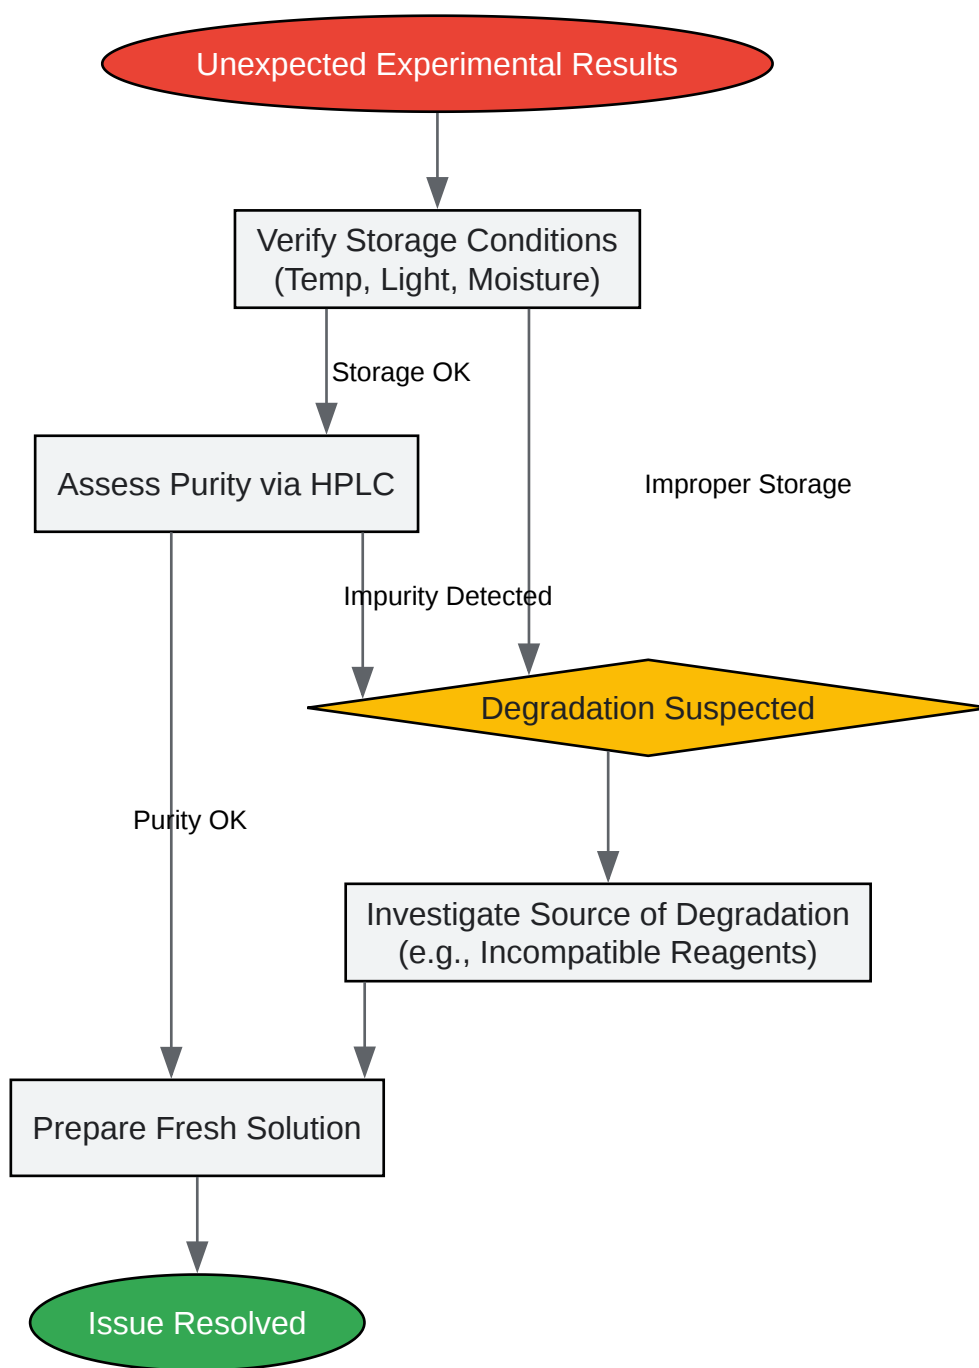 Unexpected Experimental Results
Verify Storage Conditions
(Temp, Light, Moisture)
Storage OK
Assess Purity via HPLC
Improper Storage
Impurity Detected
Degradation Suspected
Purity OK
Investigate Source of Degradation
(e.g., Incompatible Reagents)
Prepare Fresh Solution
Issue Resolved